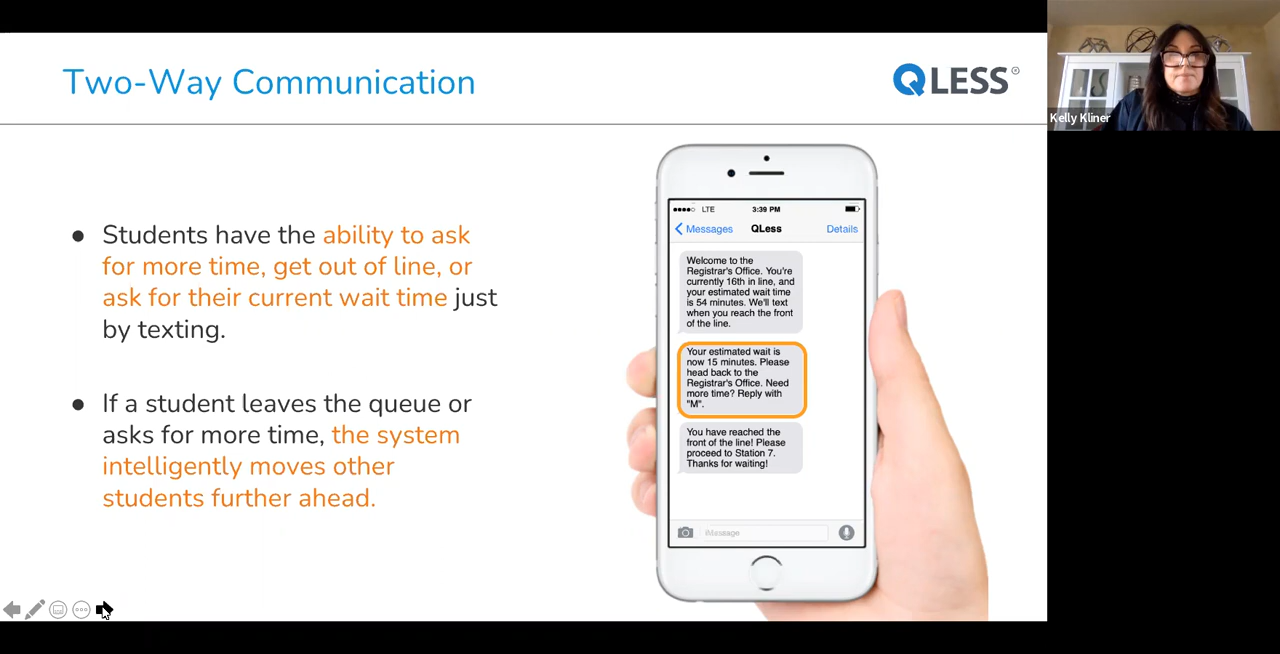 Two-Way Communication
QLESS®
Kelly Kliner
● Students have the ability to ask
for more time, get out of line, or
ask for their current wait time just
by texting.
● If a student leaves the queue or
asks for more time, the system
intelligently moves other
students further ahead.
LTE
3:39 PM
Messages
QLess
Details
Welcome to the
Registrar's Office. You're
currently 16th in line, and
your estimated wait time
is 54 minutes. We'll text
when you reach the front
of the line.
Your estimated wait is
now 15 minutes. Please
head back to the
Registrar's Office. Need
more time? Reply with
"M".
You have reached the
front of the line! Please
proceed to Station 7.
Thanks for waiting!
iMessage